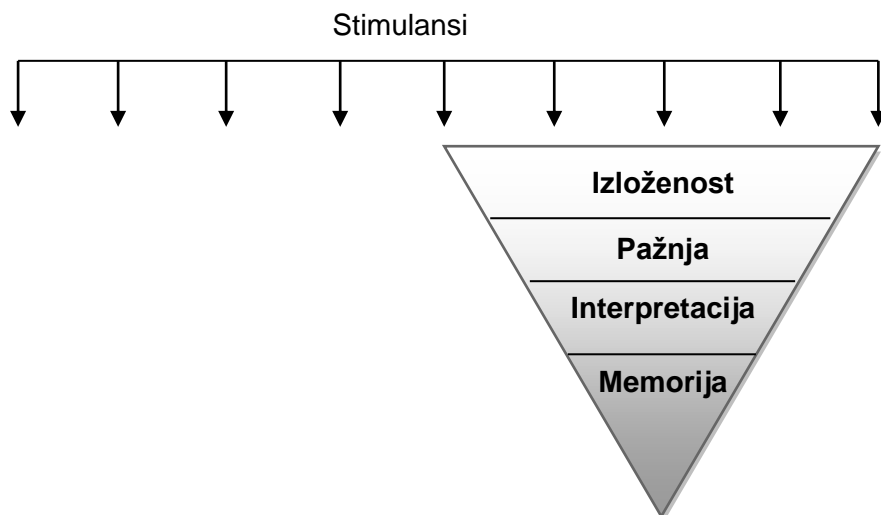 Stimulansi
Izloženost
Pažnja
Interpretacija
Memorija